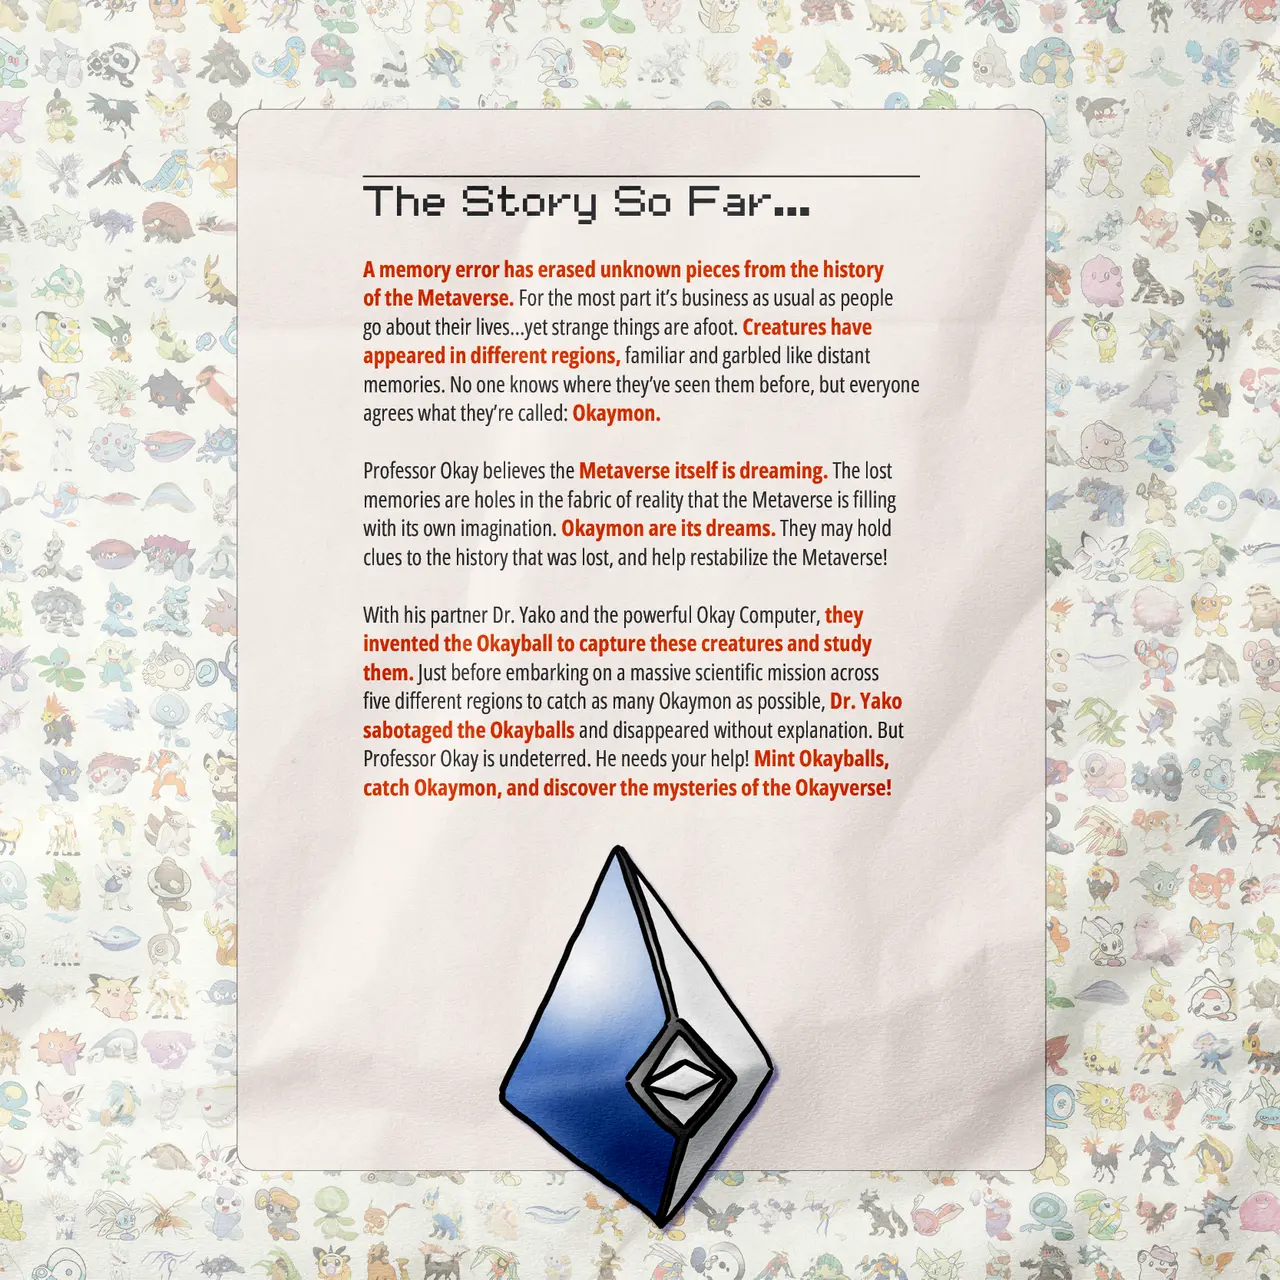 The Story So Far...
A memory error has erased unknown pieces from the history
of the Metaverse. For the most part it’s business as usual as people
go about their lives...yet strange things are afoot. Creatures have
appeared in different regions, familiar and garbled like distant
memories. No one knows where they’ve seen them before, but everyone
agrees what they’re called: Okaymon.
Professor Okay believes the Metaverse itself is dreaming. The lost
memories are holes in the fabric of reality that the Metaverse is filling
with its own imagination. Okaymon are its dreams. They may hold
clues to the history that was lost, and help restabilize the Metaverse!
With his partner Dr. Yako and the powerful Okay Computer, they
invented the Okayball to capture these creatures and study
them. Just before embarking on a massive scientific mission across
five different regions to catch as many Okaymon as possible, Dr. Yako
sabotaged the Okayballs and disappeared without explanation. But
Professor Okay is undeterred. He needs your help! Mint Okayballs,
catch Okaymon, and discover the mysteries of the Okayverse!